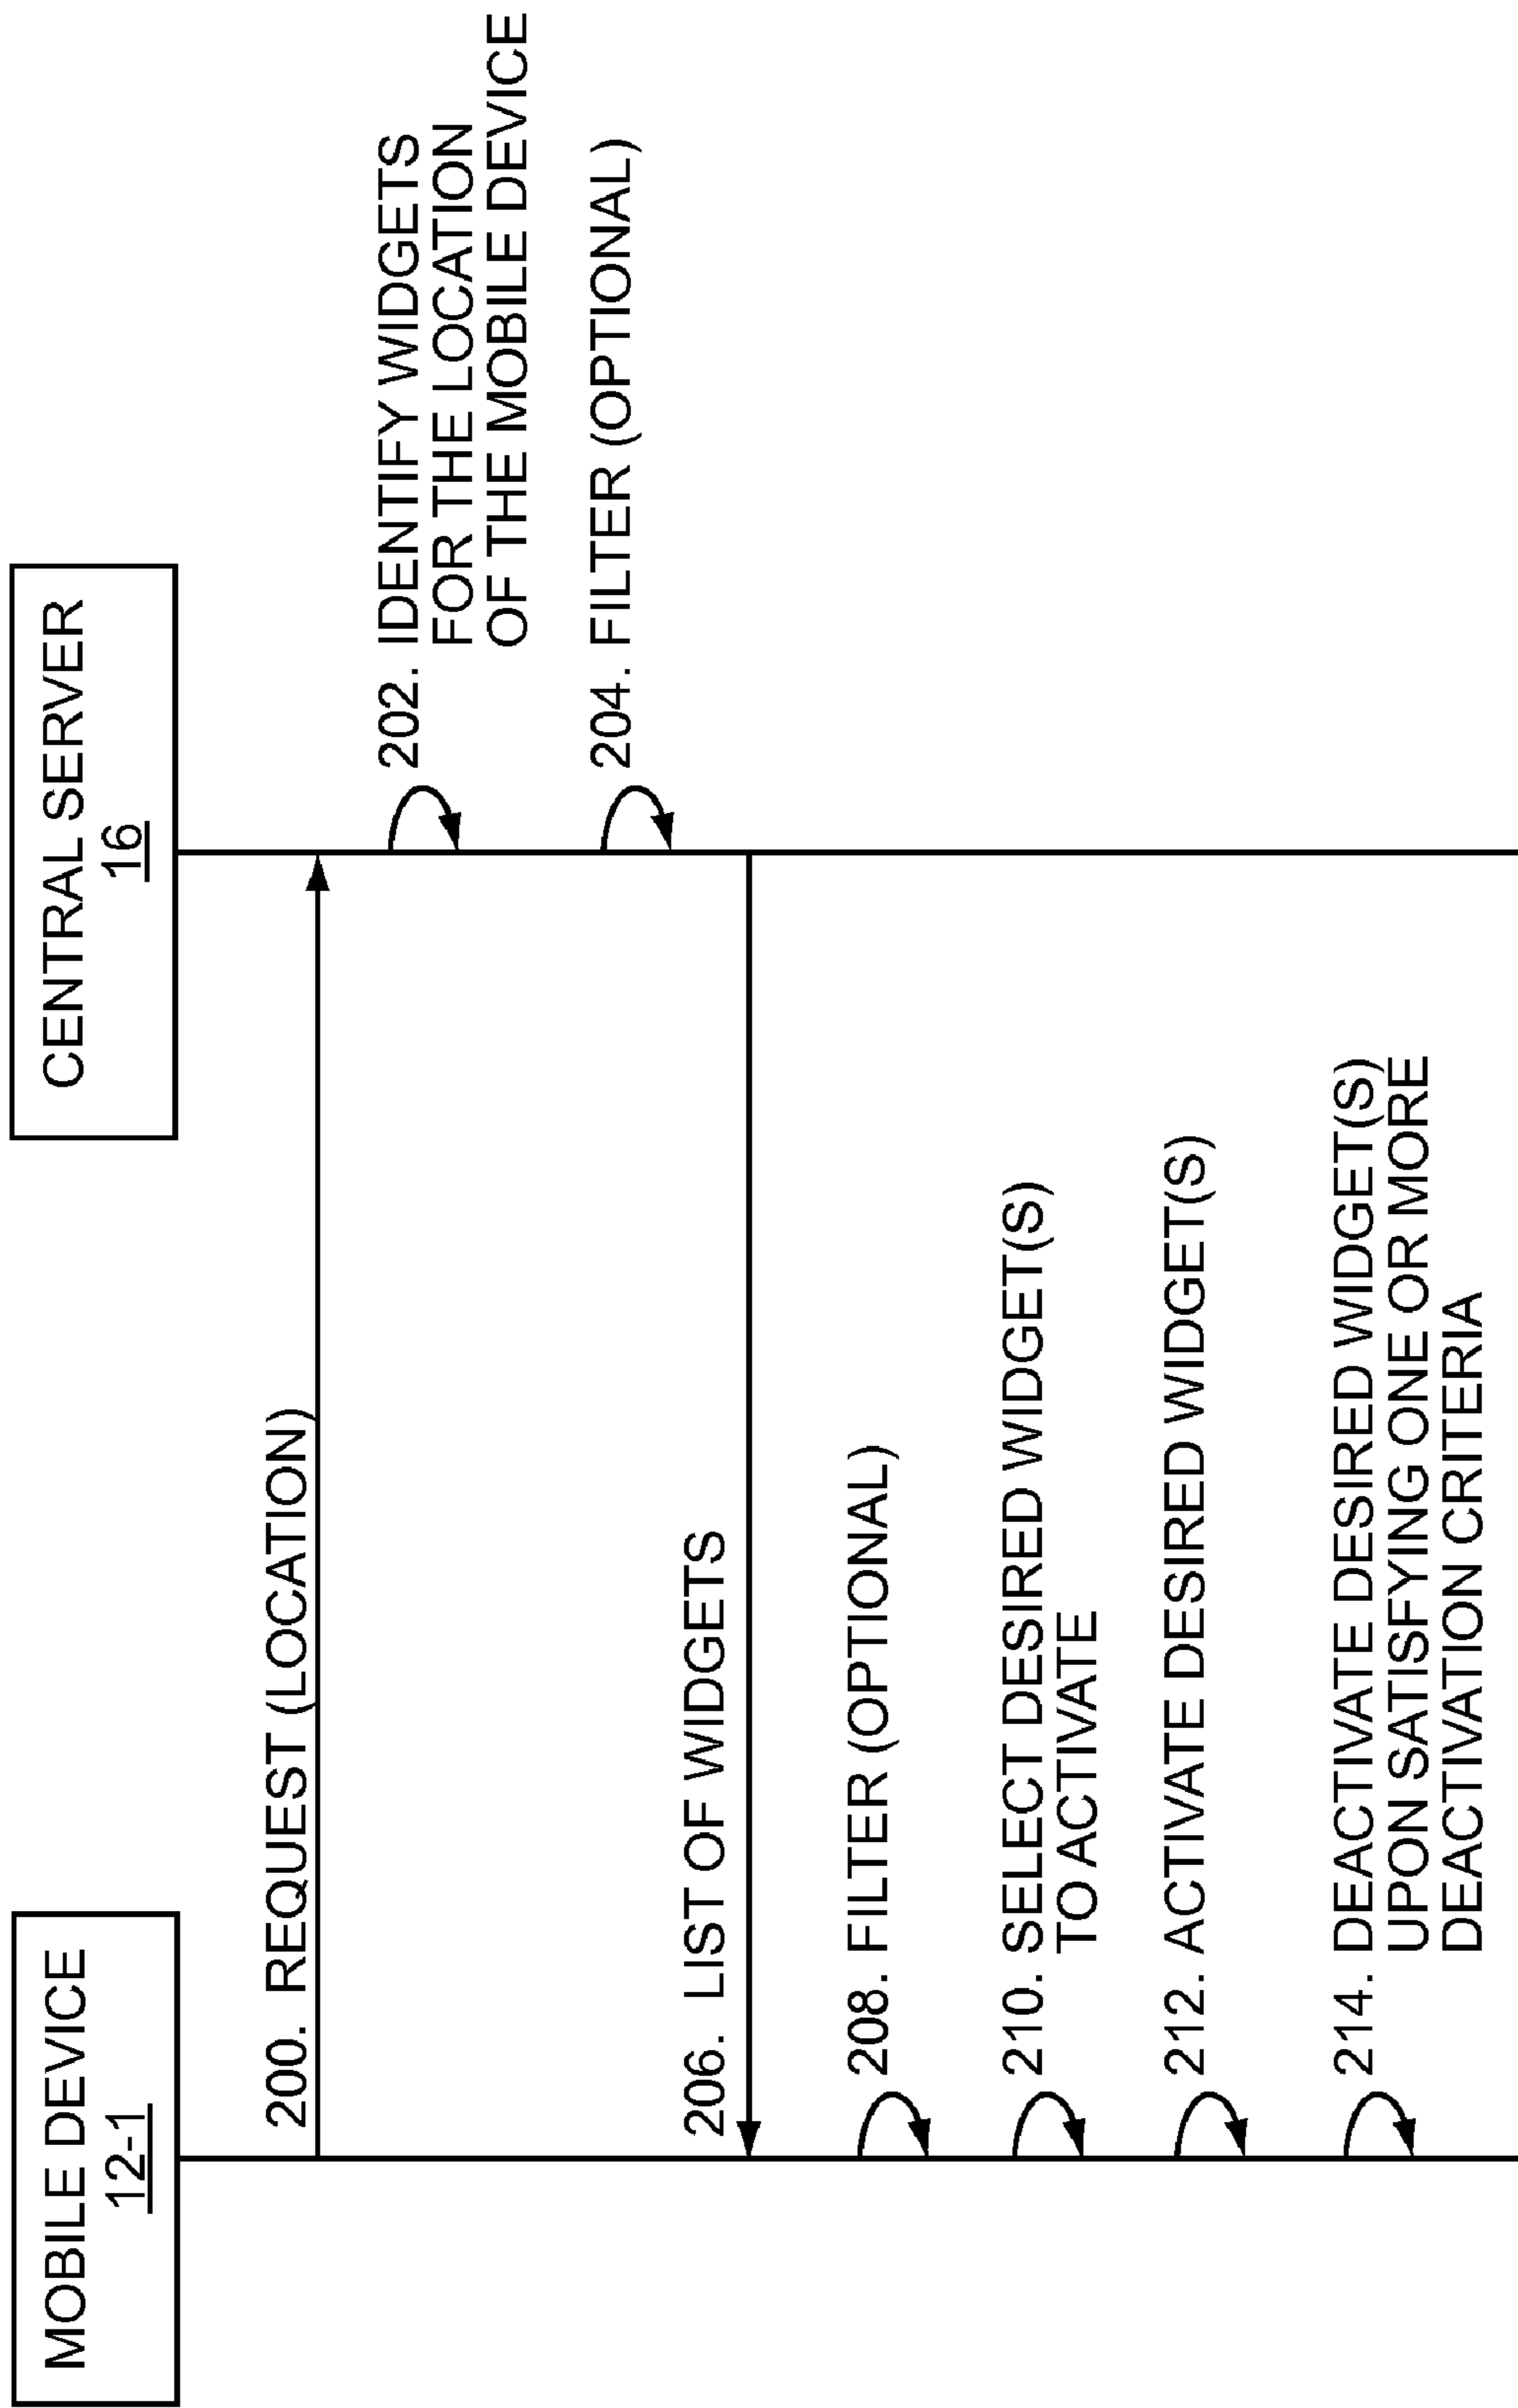 MOBILE DEVICE
12-1
CENTRAL SERVER
16
200. REQUEST (LOCATION)
202. IDENTIFY WIDGETS
FOR THE LOCATION
OF THE MOBILE DEVICE
204. FILTER (OPTIONAL)
206. LIST OF WIDGETS
208. FILTER (OPTIONAL)
210. SELECT DESIRED WIDGET(S)
TO ACTIVATE
212. ACTIVATE DESIRED WIDGET(S)
214. DEACTIVATE DESIRED WIDGET(S)
UPON SATISFYING ONE OR MORE
DEACTIVATION CRITERIA